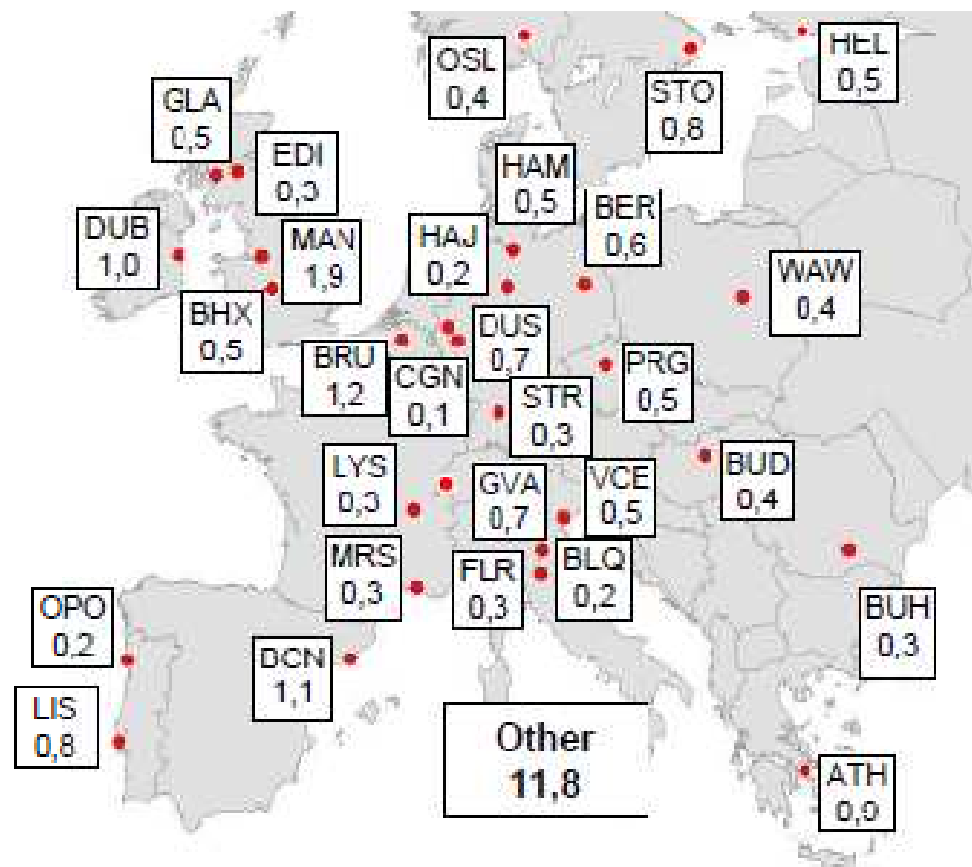 OSL
0,4
HEL
0,5
STO
0,8
GLA
0,5
EDI
0,3
HAM
0,5
BER
0,6
DUB
1,0
MAN
1,9
HAJ
0,2
WAW
0,4
BHX
0,5
BRU
1,2
CGN
0,1
DUS
0,7
PRG
0,5
STR
0,3
LYS
0,3
GVA
0,7
VCE
0,5
BUD
0,4
MRS
0,3
FLR
0,3
BLQ
0,2
BUH
0,3
OPO
0,2
BCN
1,1
LIS
0,8
Other
11,8
ATH
0,9